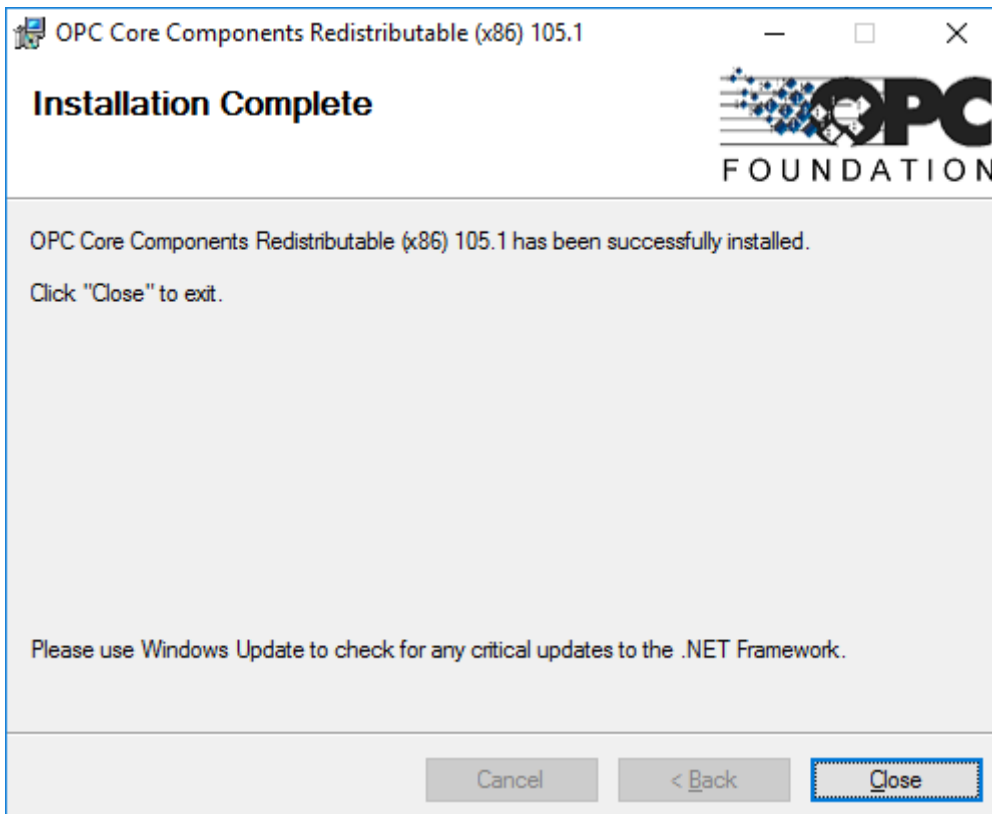 OPC Core Components Redistributable (x86) 105.1
Installation Complete
OPC
FOUNDATION
OPC Core Components Redistributable (x86) 105.1 has been successfully installed.
Click "Close" to exit.
Please use Windows Update to check for any critical updates to the .NET Framework.
Cancel
< Back
Close